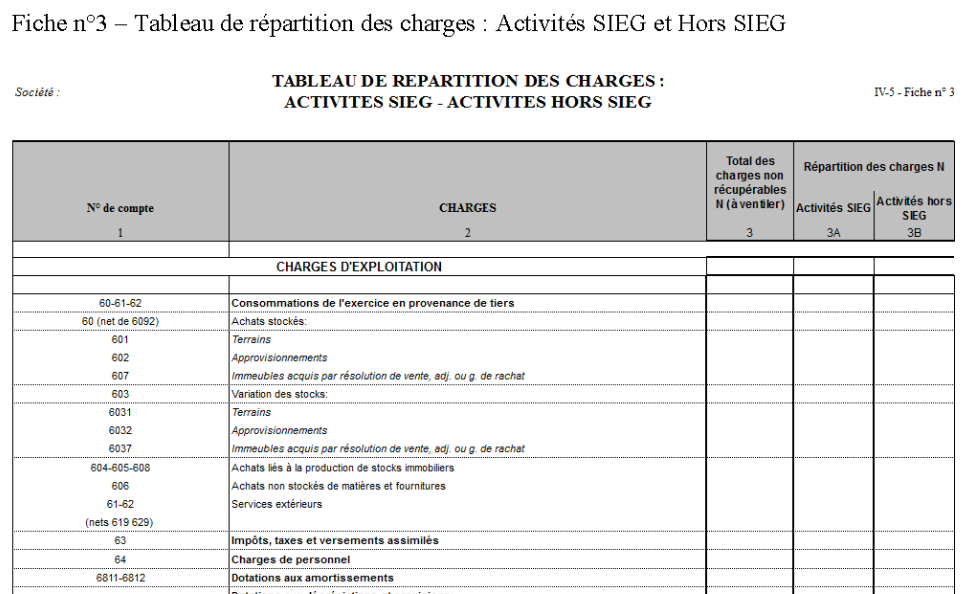 Fiche n°3 – Tableau de répartition des charges : Activités SIEG et Hors SIEG
Société :
TABLEAU DE REPARTITION DES CHARGES :
ACTIVITES SIEG - ACTIVITES HORS SIEG
IV-5 - Fiche n° 3
N° de compte
1
CHARGES
2
Total des
charges non
récupérables
N (à ventiler)
3
Répartition des charges N
Activités SIEG
3A
Activités hors
SIEG
3B
CHARGES D'EXPLOITATION
60-61-62 Consommations de l'exercice en provenance de tiers
60 (net de 6092) Achats stockés:
601 Terrains
602 Approvisionnements
607 Immeubles acquis par résolution de vente, adj. ou g. de rachat
603 Variation des stocks:
6031 Terrains
6032 Approvisionnements
6037 Immeubles acquis par résolution de vente, adj. ou g. de rachat
604-605-608 Achats liés à la production de stocks immobiliers
606 Achats non stockés de matières et fournitures
61-62 Services extérieurs
(nets 619 629)
63 Impôts, taxes et versements assimilés
64 Charges de personnel
6811-6812 Dotations aux amortissements